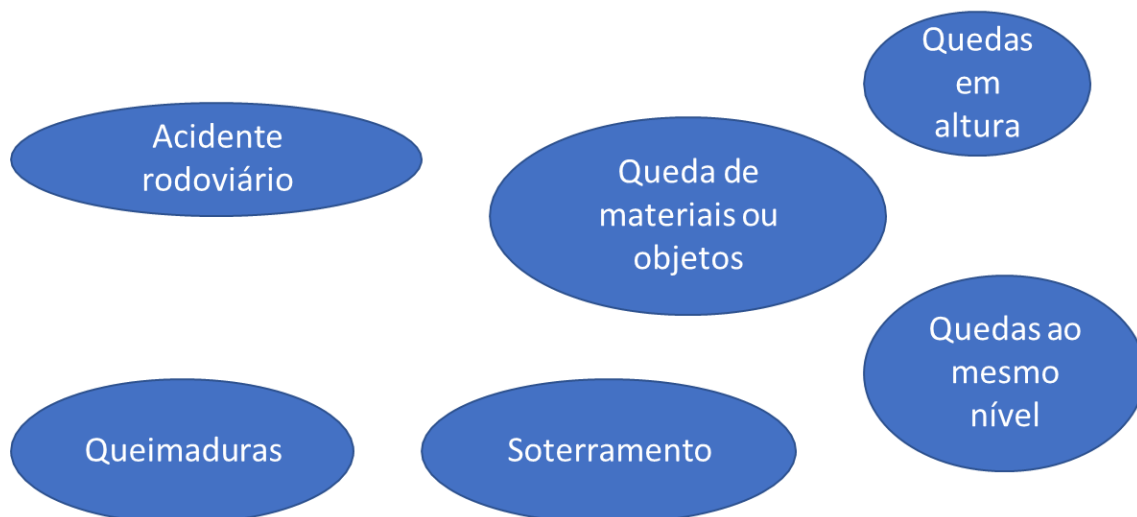 Quedas
em
altura
Acidente
rodoviário
Queda de
materiais ou
objetos
Quedas ao
mesmo
nível
Queimaduras
Soterramento